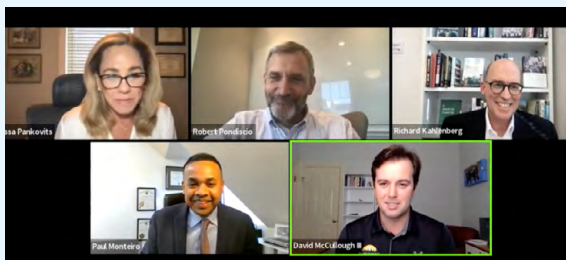 ssa Pankovits
Robert Pondiscio
Richard Kahlenberg
Paul Monteiro
David McCullough III